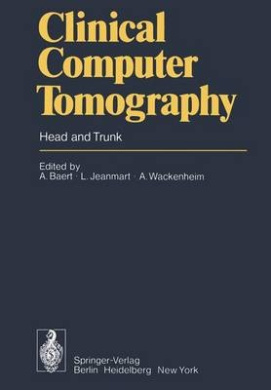 Clinical
Computer
Tomography
Head and Trunk
Edited by
A. Baert · L. Jeanmart · A. Wackenheim
Springer-Verlag
Berlin Heidelberg New York